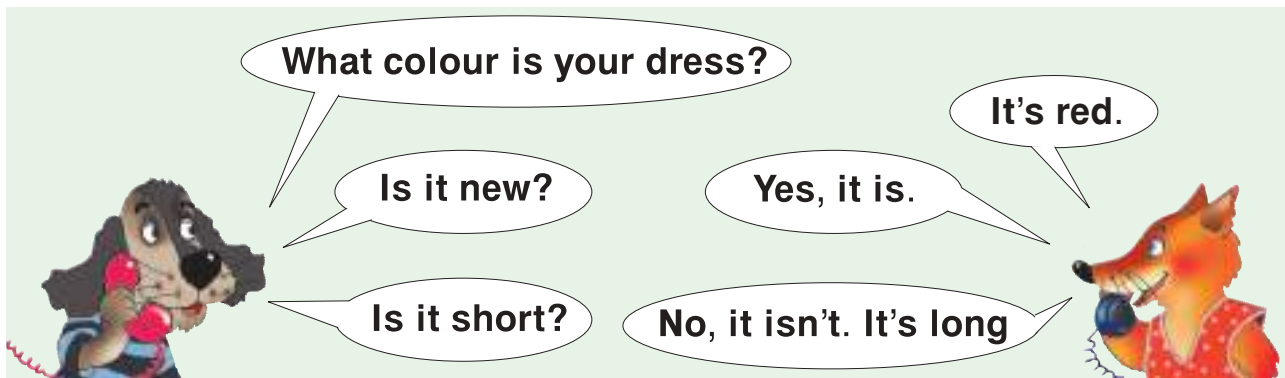 What colour is your dress?
It's red.
Is it new?
Yes, it is.
Is it short?
No, it isn't. It's long